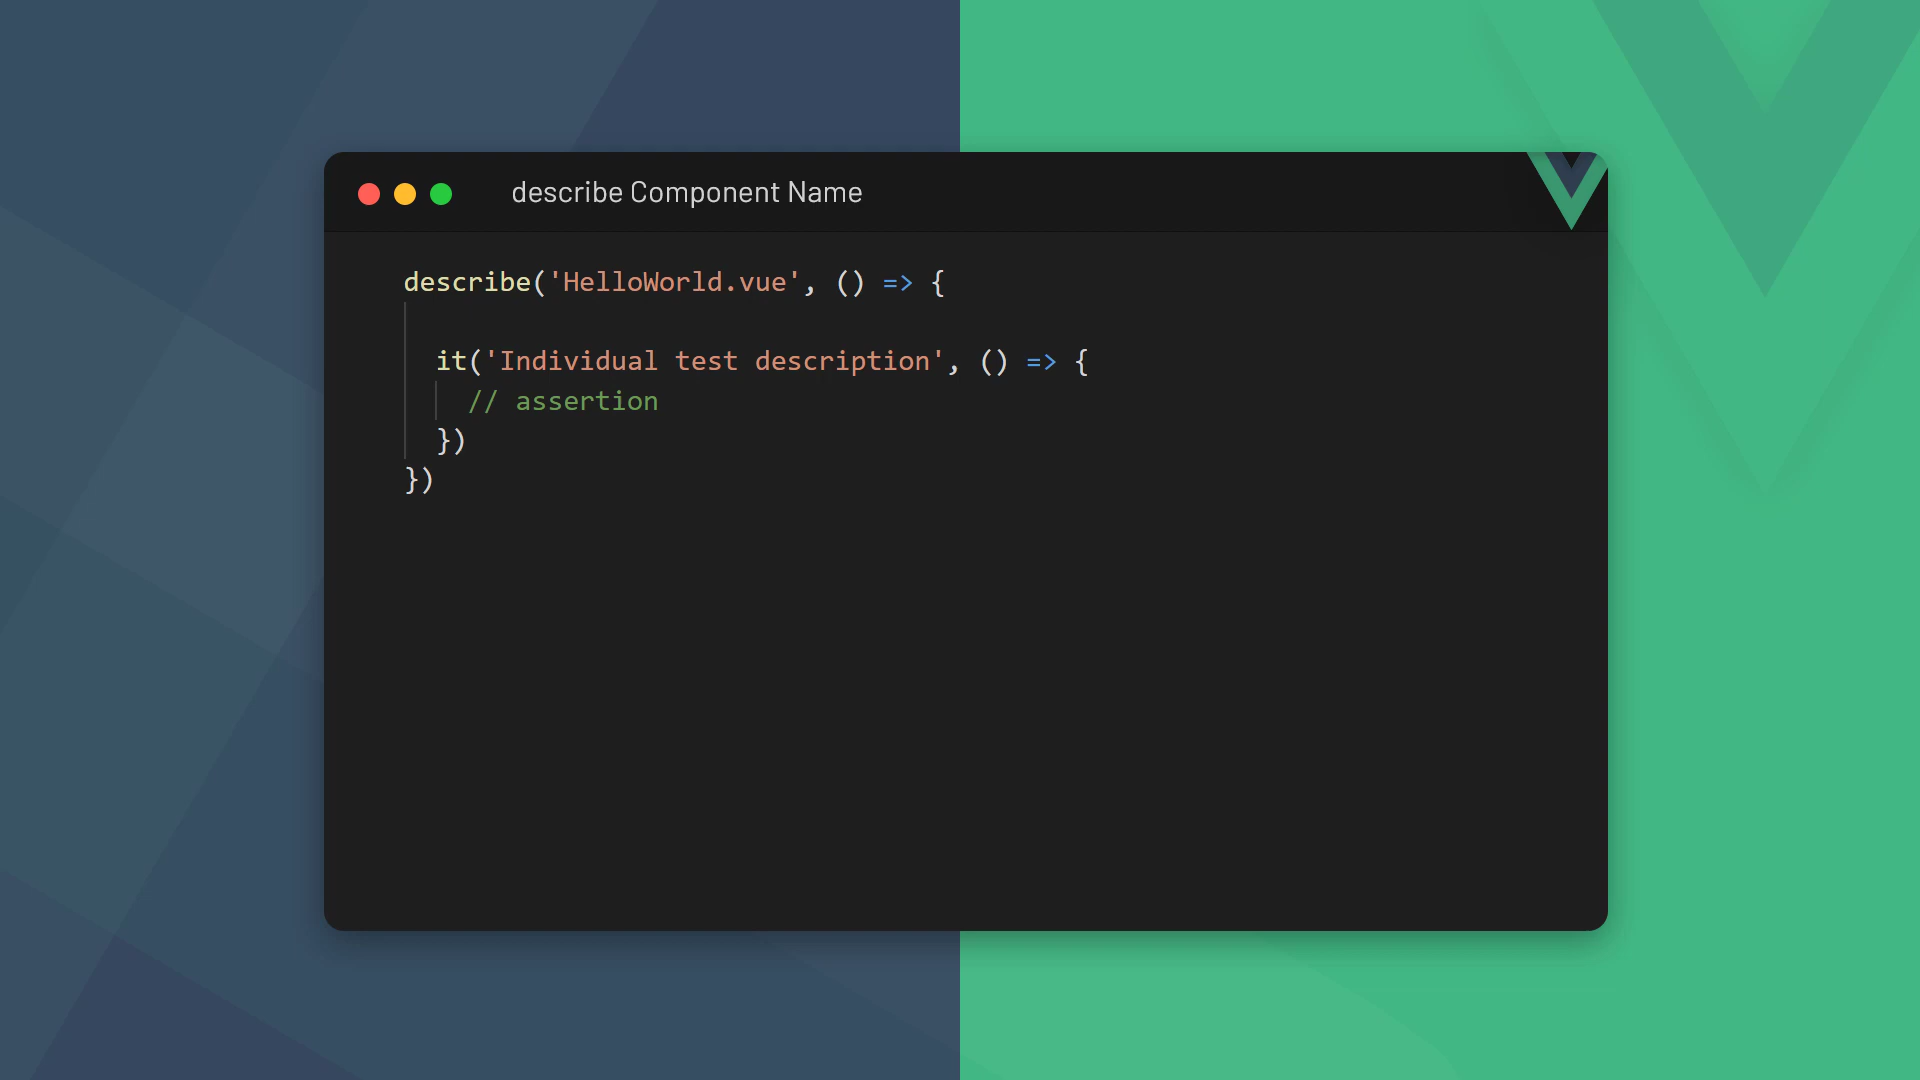 describe Component Name
describe('HelloWorld.vue', () => {
it('Individual test description', () => {
// assertion
})
})